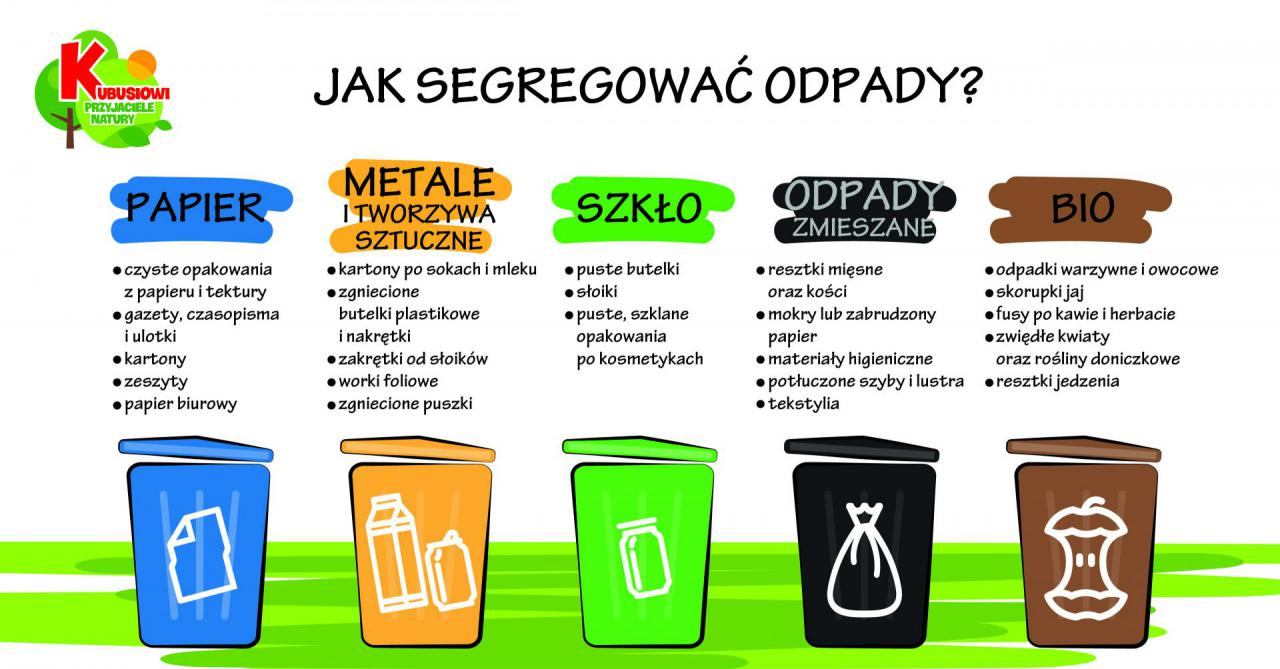 KUBUSIOWI
PRZYJACIELE
NATURY
JAK SEGREGOWAĆ ODPADY?
PAPIER
• czyste opakowania
z papieru i tektury
• gazety, czasopisma
i ulotki
• kartony
• zeszyty
• papier biurowy
METALE
I TWORZYWA
SZTUCZNE
• kartony po sokach i mleku
• zgniecione
butelki plastikowe
i nakrętki
• zakrętki od słoików
• worki foliowe
• zgniecione puszki
SZKŁO
• puste butelki
• słoiki
• puste, szklane
opakowania
po kosmetykach
ODPADY
ZMIESZANE
• resztki mięsne
oraz kości
• mokry lub zabrudzony
papier
• materiały higieniczne
• potłuczone szyby i lustra
• tekstylia
BIO
• odpadki warzywne i owocowe
• skorupki jaj
• fusy po kawie i herbacie
• zwiędłe kwiaty
oraz rośliny doniczkowe
• resztki jedzenia